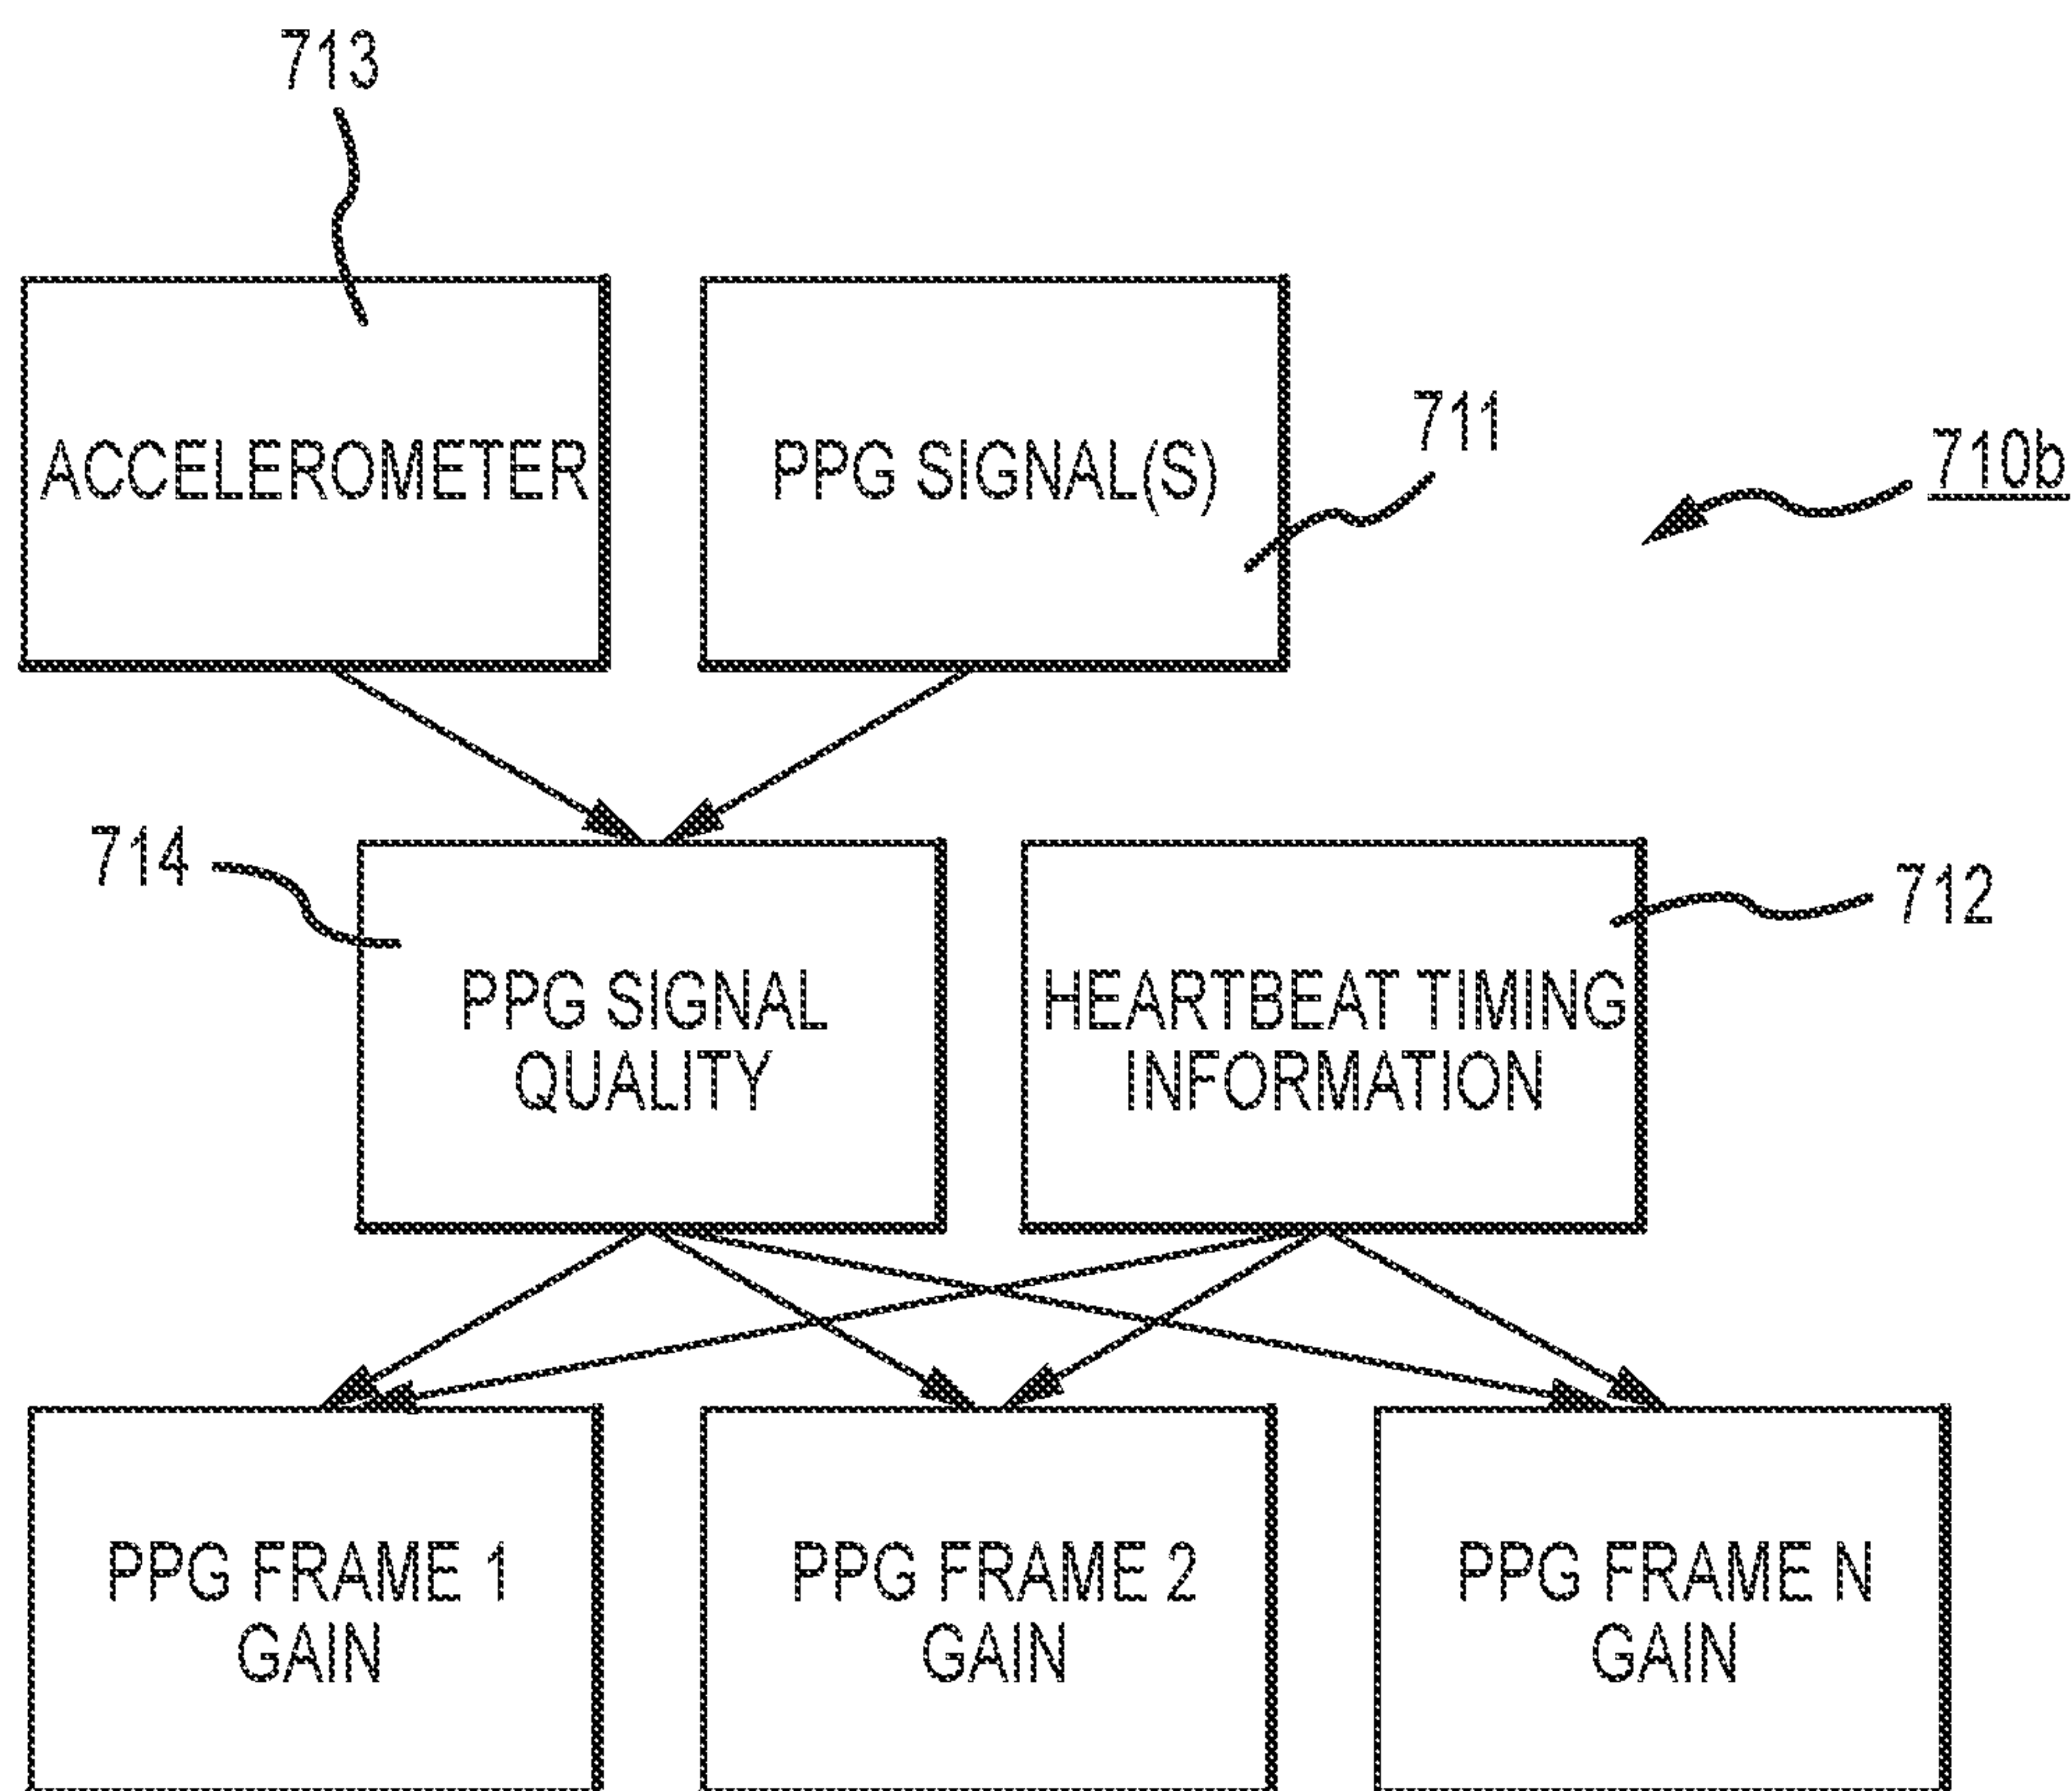 713
ACCELEROMETER
PPG SIGNAL(S)
711
710b
714
PPG SIGNAL
QUALITY
HEARTBEAT TIMING
INFORMATION
712
PPG FRAME 1
GAIN
PPG FRAME 2
GAIN
PPG FRAME N
GAIN